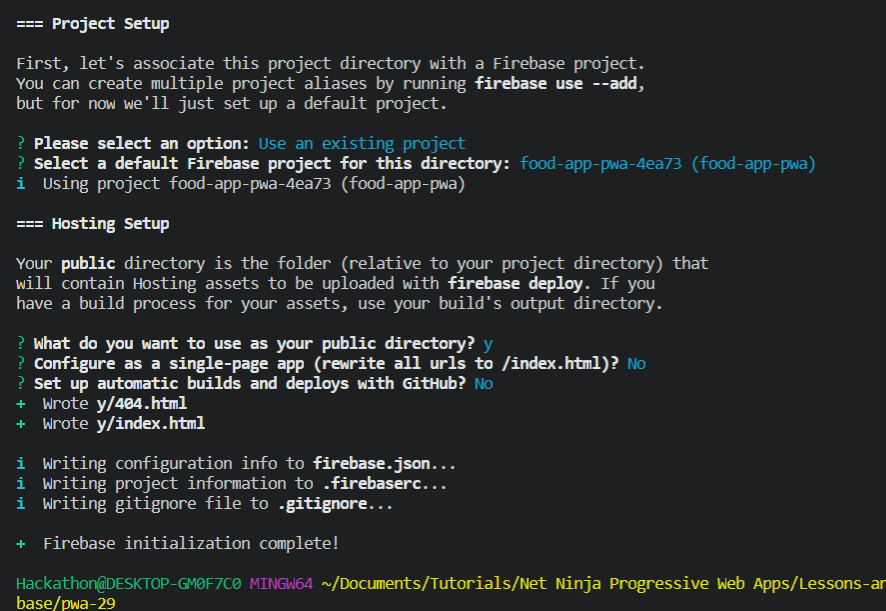 === Project Setup
First, let's associate this project directory with a Firebase project.
You can create multiple project aliases by running firebase use --add,
but for now we'll just set up a default project.
? Please select an option: Use an existing project
? Select a default Firebase project for this directory: food-app-pwa-4ea73 (food-app-pwa)
i  Using project food-app-pwa-4ea73 (food-app-pwa)
=== Hosting Setup
Your public directory is the folder (relative to your project directory) that
will contain Hosting assets to be uploaded with firebase deploy. If you
have a build process for your assets, use your build's output directory.
? What do you want to use as your public directory? y
? Configure as a single-page app (rewrite all urls to /index.html)? No
? Set up automatic builds and deploys with GitHub? No
+  Wrote y/404.html
+  Wrote y/index.html
i  Writing configuration info to firebase.json...
i  Writing project information to .firebaserc...
i  Writing gitignore file to .gitignore...
+  Firebase initialization complete!
Hackathon@DESKTOP-GM0F7C0 MINGW64 ~/Documents/Tutorials/Net Ninja Progressive Web Apps/Lessons-an
base/pwa-29